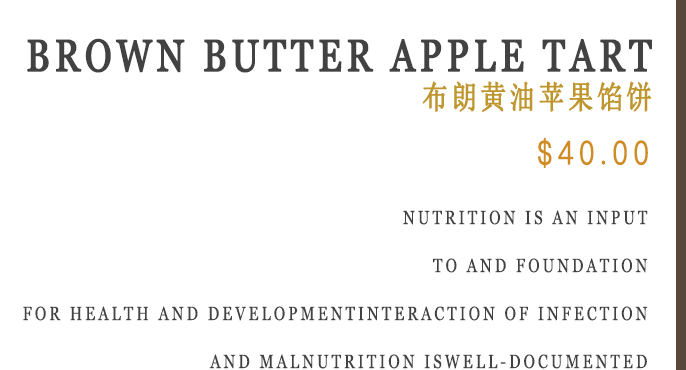 BROWN BUTTER APPLE TART
布朗黄油苹果馅饼
$40.00
NUTRITION IS AN INPUT
TO AND FOUNDATION
FOR HEALTH AND DEVELOPMENTINTERACTION OF INFECTION
AND MALNUTRITION ISWELL-DOCUMENTED